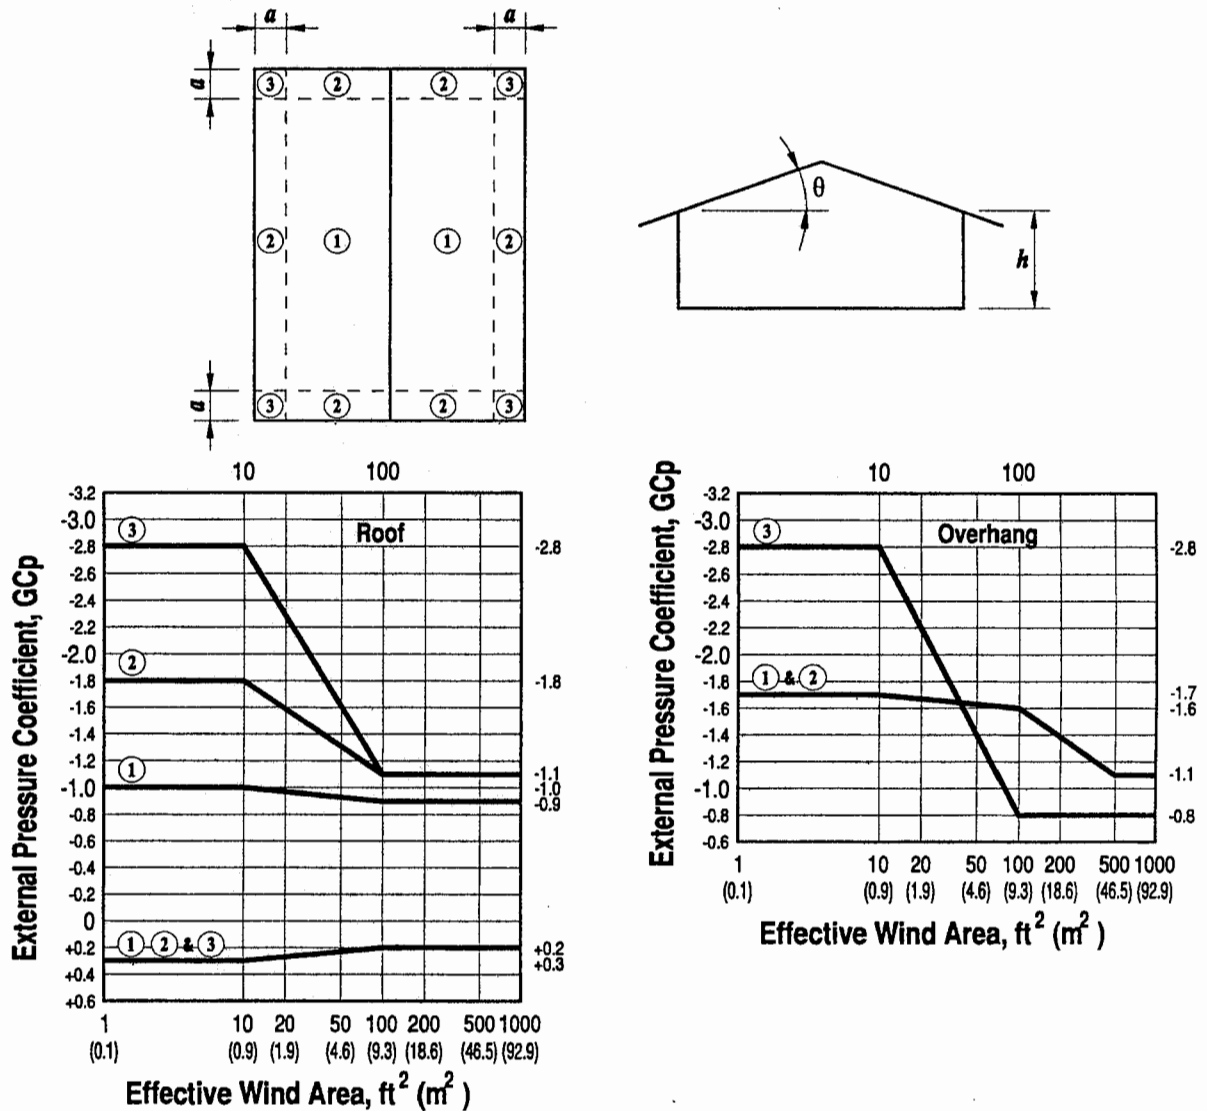 a a
a
3 2 2 3
2 1 1 2
a
3 2 2 3
θ
h
10 100
External Pressure Coefficient, GCp
-3.2
-3.0
-2.8
-2.6
-2.4
-2.2
-2.0
-1.8
-1.6
-1.4
-1.2
-1.0
-0.8
-0.6
-0.4
-0.2
0
+0.2
+0.4
+0.6
Roof
3
2
1
1 2 & 3
-2.8
-1.8
-1.1
-1.0
-0.9
+0.2
+0.3
1 10 20 50 100 200 500 1000
(0.1) (0.9) (1.9) (4.6) (9.3) (18.6) (46.5) (92.9)
Effective Wind Area, ft² (m²)
10 100
External Pressure Coefficient, GCp
-3.2
-3.0
-2.8
-2.6
-2.4
-2.2
-2.0
-1.8
-1.6
-1.4
-1.2
-1.0
-0.8
-0.6
Overhang
3
1 & 2
-2.8
-1.7
-1.6
-1.1
-0.8
1 10 20 50 100 200 500 1000
(0.1) (0.9) (1.9) (4.6) (9.3) (18.6) (46.5) (92.9)
Effective Wind Area, ft² (m²)